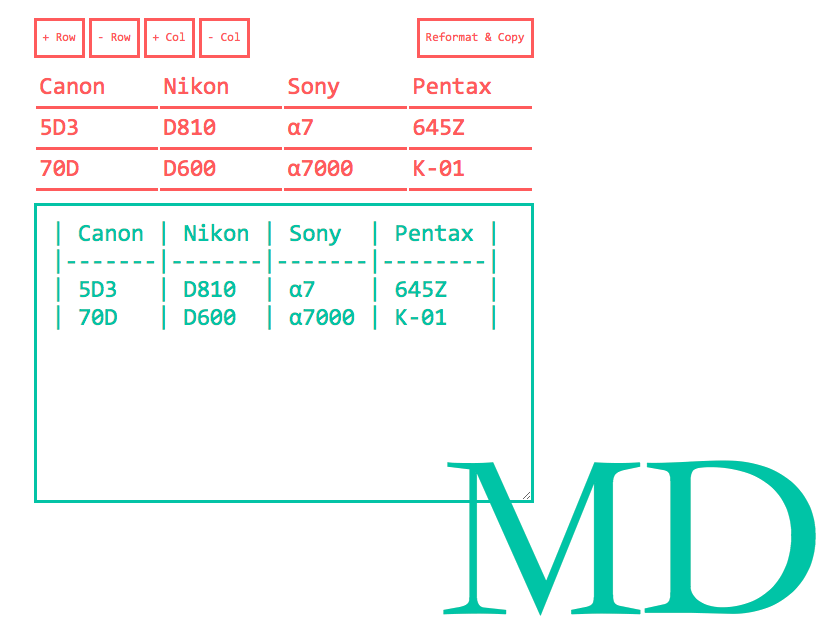 + Row - Row + Col - Col Reformat & Copy
Canon Nikon Sony Pentax
5D3 D810 α7 645Z
70D D600 α7000 K-01
| Canon | Nikon | Sony  | Pentax |
|-------|-------|-------|--------|
| 5D3   | D810  | α7    | 645Z   |
| 70D   | D600  | α7000 | K-01   |
MD